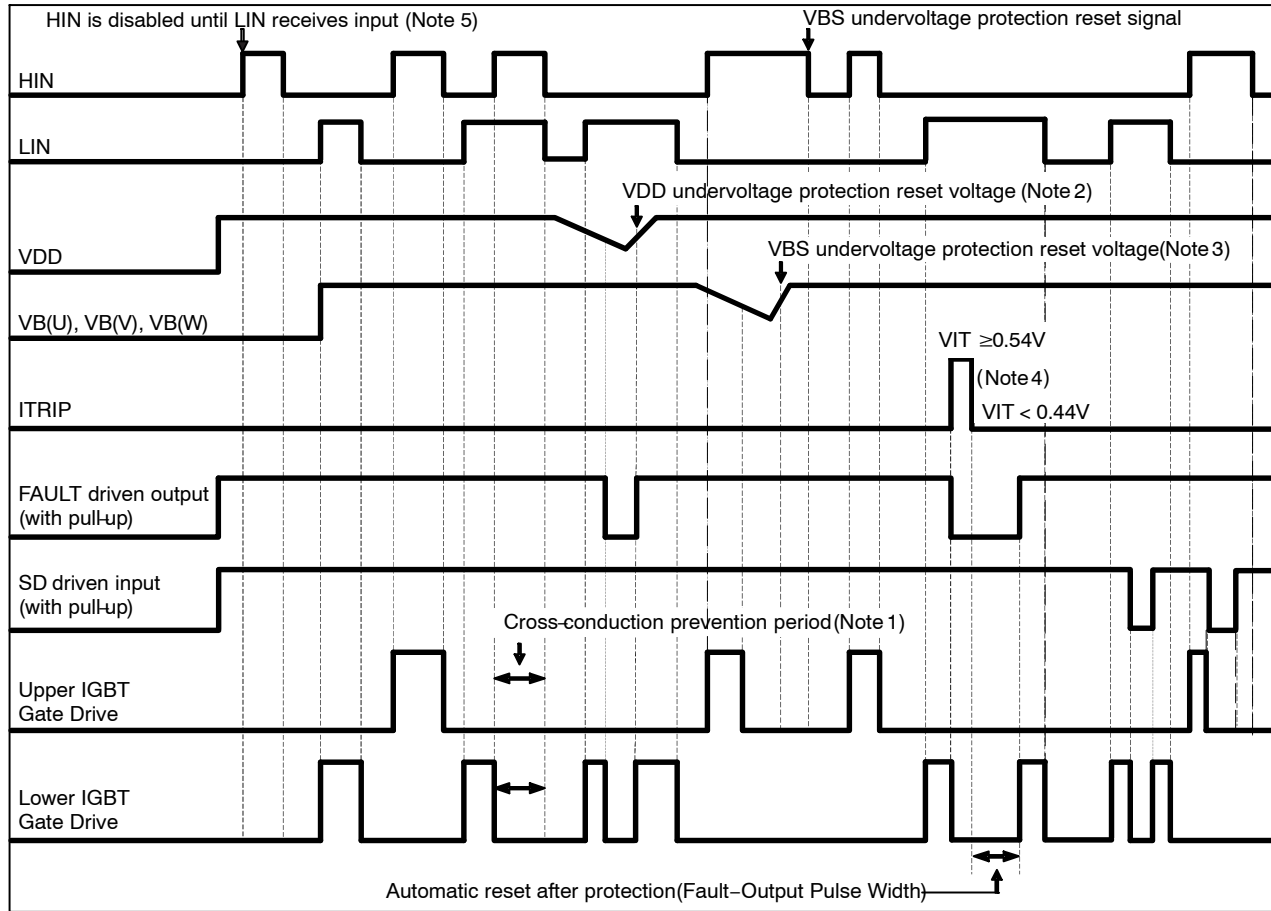 HIN is disabled until LIN receives input (Note 5)
VBS undervoltage protection reset signal
HIN
LIN
VDD undervoltage protection reset voltage (Note 2)
VDD
VBS undervoltage protection reset voltage(Note 3)
VB(U), VB(V), VB(W)
VIT ≥0.54V
(Note 4)
ITRIP
VIT < 0.44V
FAULT driven output
(with pull-up)
SD driven input
(with pull-up)
Cross-conduction prevention period(Note 1)
Upper IGBT
Gate Drive
Lower IGBT
Gate Drive
Automatic reset after protection(Fault-Output Pulse Width)